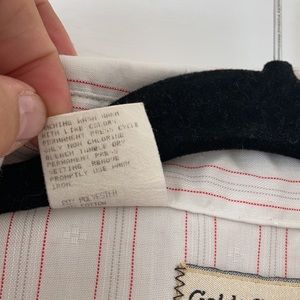 MACHINE WASH WARM
WITH LIKE COLORS
PERMANENT PRESS CYCLE
ONLY NON CHLORINE
BLEACH TUMBLE DRY
PERMANENT PRESS
SETTING REMOVE
PROMPTLY USE WARM
IRON.
POLYESTER
COTTON